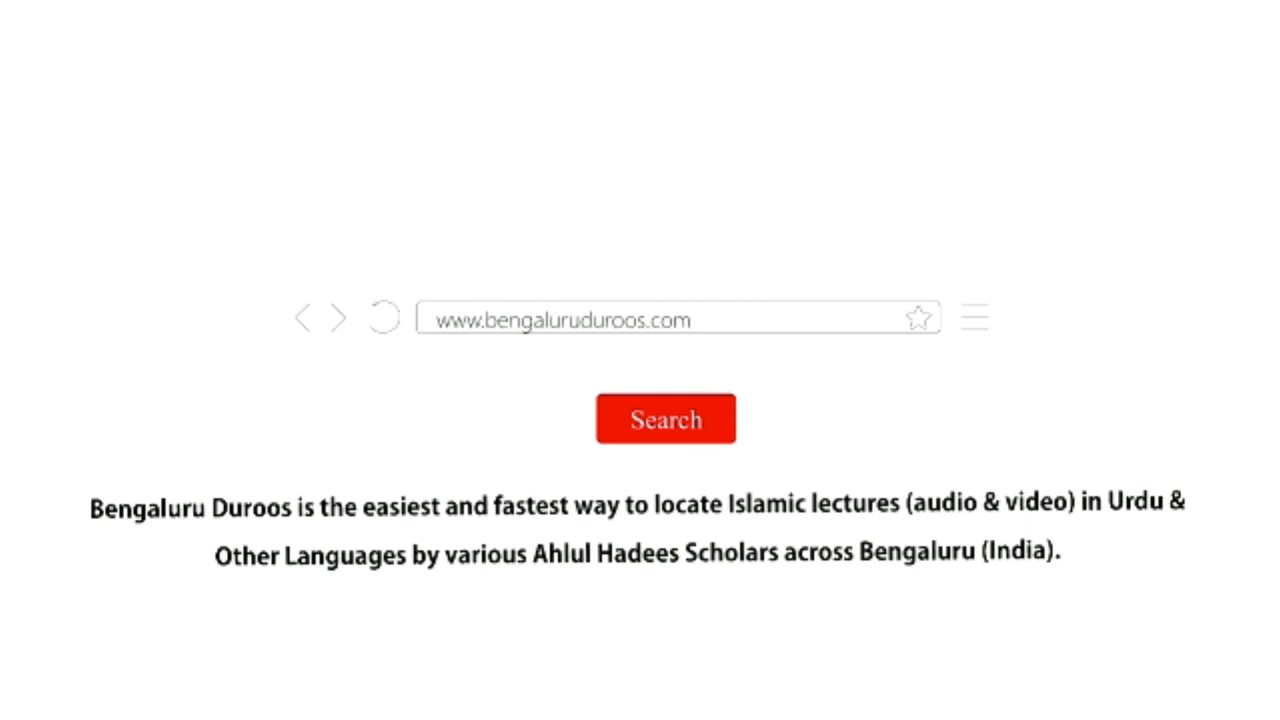 www.bengaluruduroos.com
Search
Bengaluru Duroos is the easiest and fastest way to locate Islamic lectures (audio & video) in Urdu &
Other Languages by various Ahlul Hadees Scholars across Bengaluru (India).